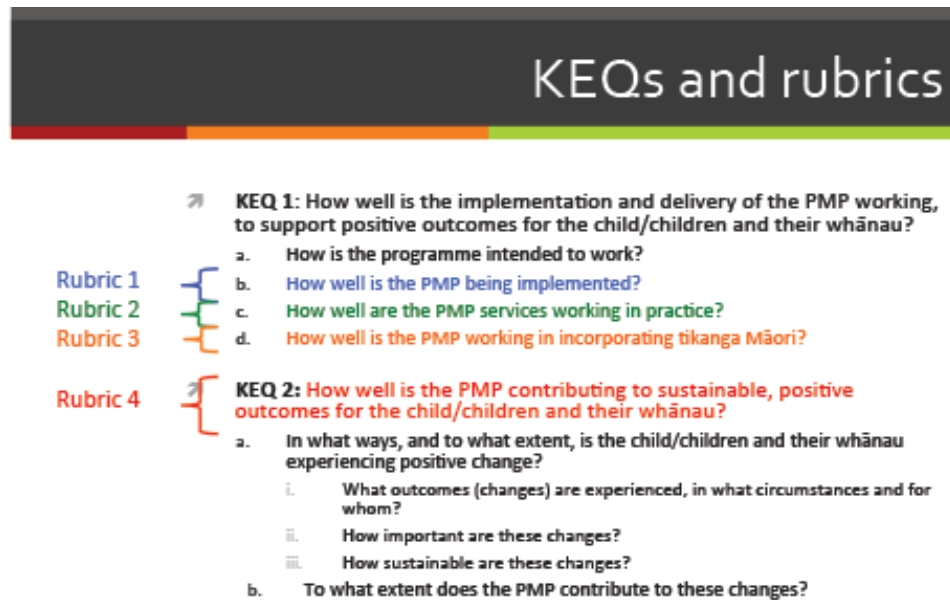 KEQs and rubrics
KEQ 1: How well is the implementation and delivery of the PMP working,
to support positive outcomes for the child/children and their whānau?
a. How is the programme intended to work?
Rubric 1 b. How well is the PMP being implemented?
Rubric 2 c. How well are the PMP services working in practice?
Rubric 3 d. How well is the PMP working in incorporating tikanga Māori?
Rubric 4 KEQ 2: How well is the PMP contributing to sustainable, positive
outcomes for the child/children and their whānau?
a. In what ways, and to what extent, is the child/children and their whānau
experiencing positive change?
i. What outcomes (changes) are experienced, in what circumstances and for
whom?
ii. How important are these changes?
iii. How sustainable are these changes?
b. To what extent does the PMP contribute to these changes?